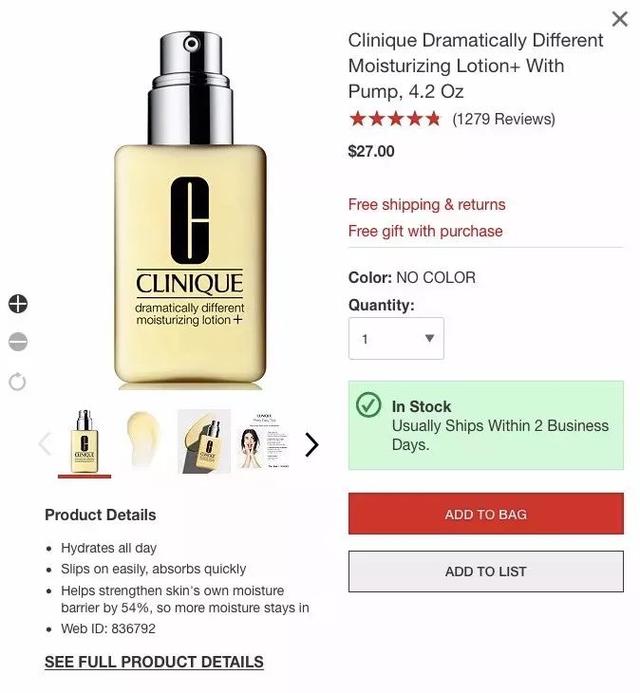 Clinique Dramatically Different
Moisturizing Lotion+ With
Pump, 4.2 Oz
(1279 Reviews)
$27.00
Free shipping & returns
Free gift with purchase
Color: NO COLOR
Quantity:
1
In Stock
Usually Ships Within 2 Business
Days.
ADD TO BAG
ADD TO LIST
CLINIQUE
dramatically different
moisturizing lotion+
Product Details
• Hydrates all day
• Slips on easily, absorbs quickly
• Helps strengthen skin's own moisture
barrier by 54%, so more moisture stays in
• Web ID: 836792
SEE FULL PRODUCT DETAILS